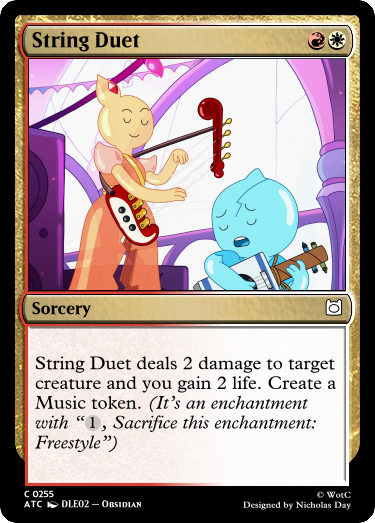 String Duet
Sorcery
String Duet deals 2 damage to target
creature and you gain 2 life. Create a
Music token. (It's an enchantment
with “1, Sacrifice this enchantment:
Freestyle”)
C 0255
ATC DLE02 – Obsidian
© WotC
Designed by Nicholas Day